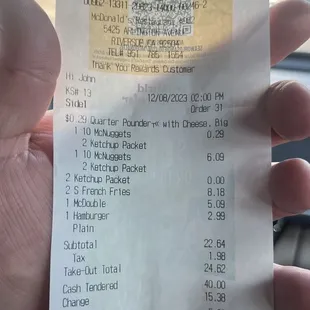 McDonald's Restaurant
5425 ARLINGTON AVENUE
RIVERSIDE
TEL# 951 785 1554
Thank You Rewards Customer
Hi John
KS# 13 12/08/2023 02:00 PM
Side1 Order 31
$0.29 Quarter Pounder with Cheese, Big
1 10 McNuggets 0.29
2 Ketchup Packet
1 10 McNuggets 6.09
2 Ketchup Packet
2 Ketchup Packet 0.00
2 S French Fries 8.18
1 McDouble 5.09
1 Hamburger 2.99
Plain
Subtotal 22.64
Tax 1.98
Take-Out Total 24.62
Cash Tendered 40.00
Change 15.38